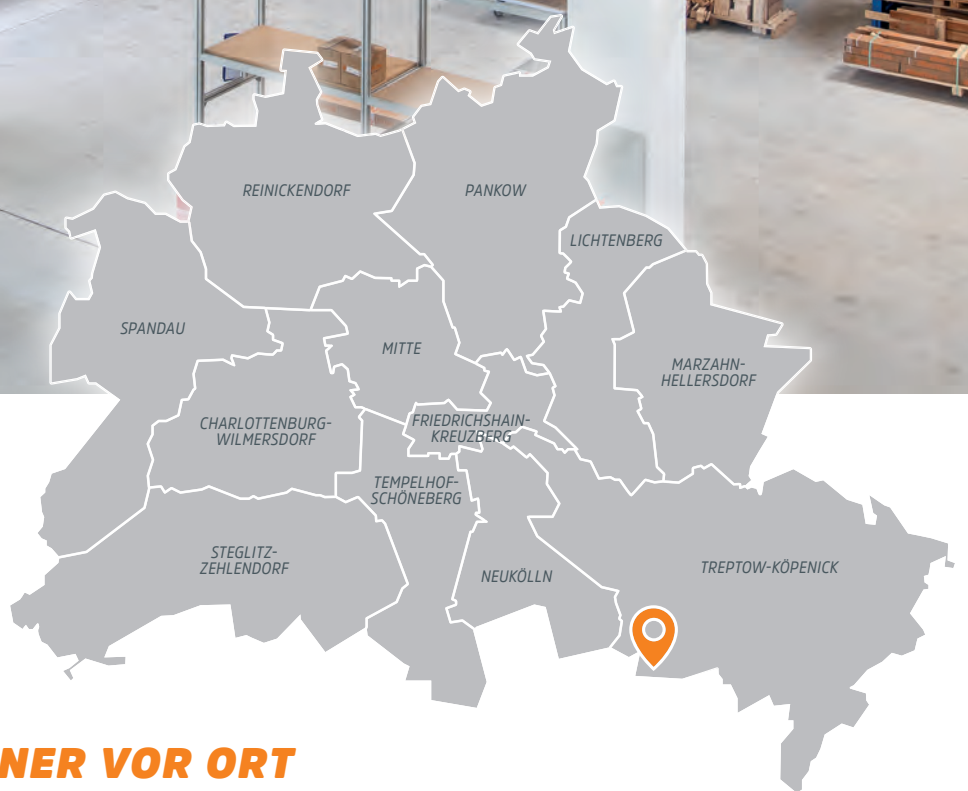 REINICKENDORF
PANKOW
LICHTENBERG
SPANDAU
MITTE
MARZAHN-
HELLERSDORF
CHARLOTTENBURG-
WILMERSDORF
FRIEDRICHSHAIN-
KREUZBERG
TEMPELHOF-
SCHÖNEBERG
STEGLITZ-
ZEHLENDORF
NEUKÖLLN
TREPTOW-KÖPENICK
NER VOR ORT